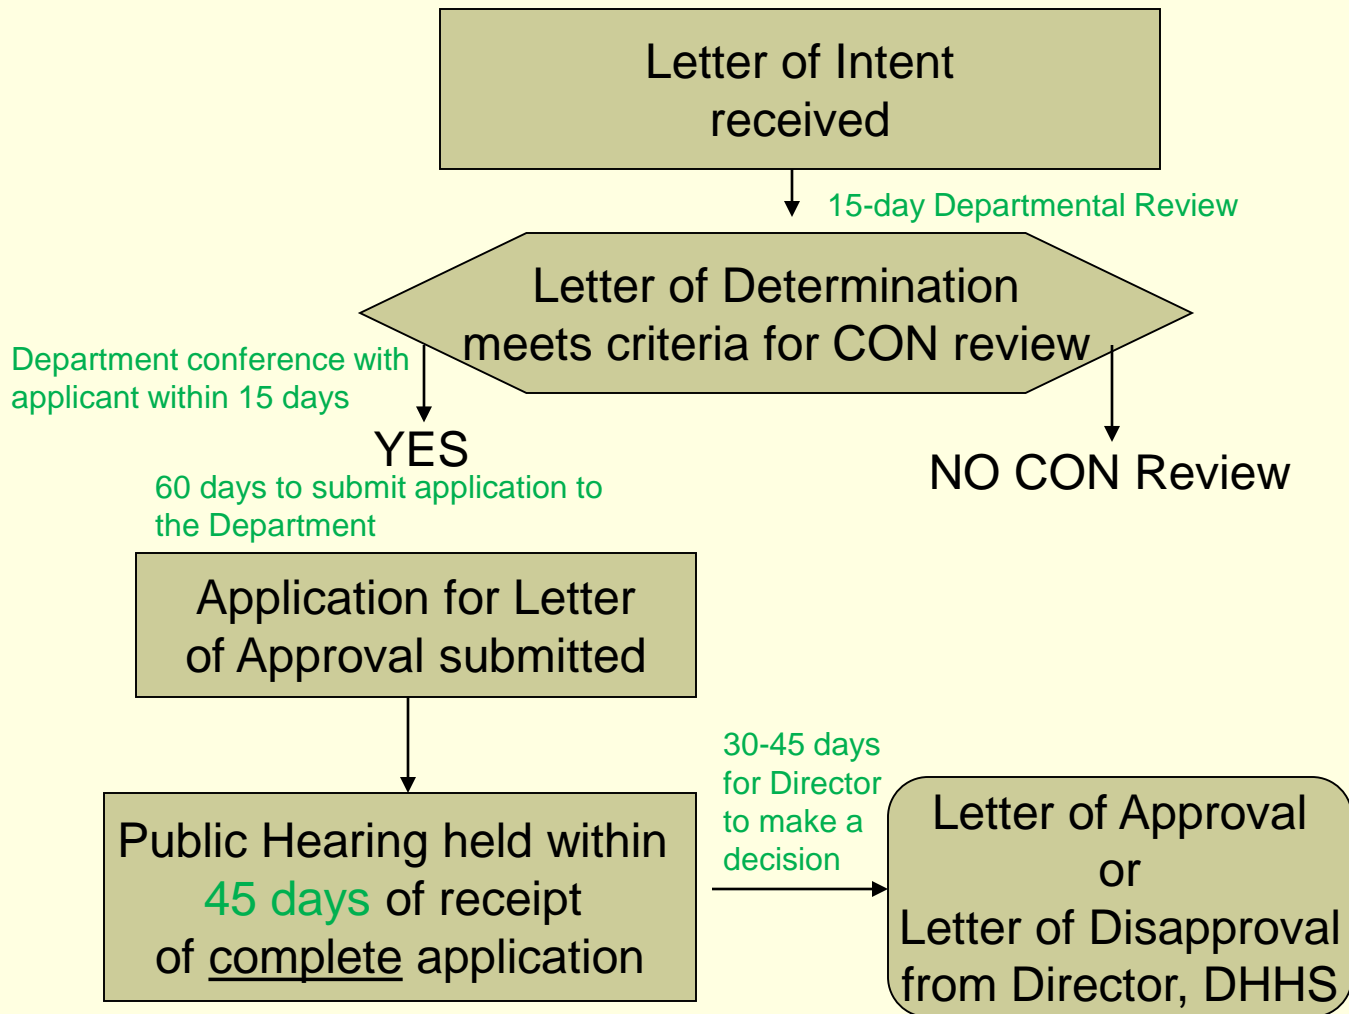 Letter of Intent
received
15-day Departmental Review
Letter of Determination
meets criteria for CON review
Department conference with
applicant within 15 days
YES
NO CON Review
60 days to submit application to
the Department
Application for Letter
of Approval submitted
30-45 days
for Director
to make a
decision
Public Hearing held within
45 days of receipt
of complete application
Letter of Approval
or
Letter of Disapproval
from Director, DHHS